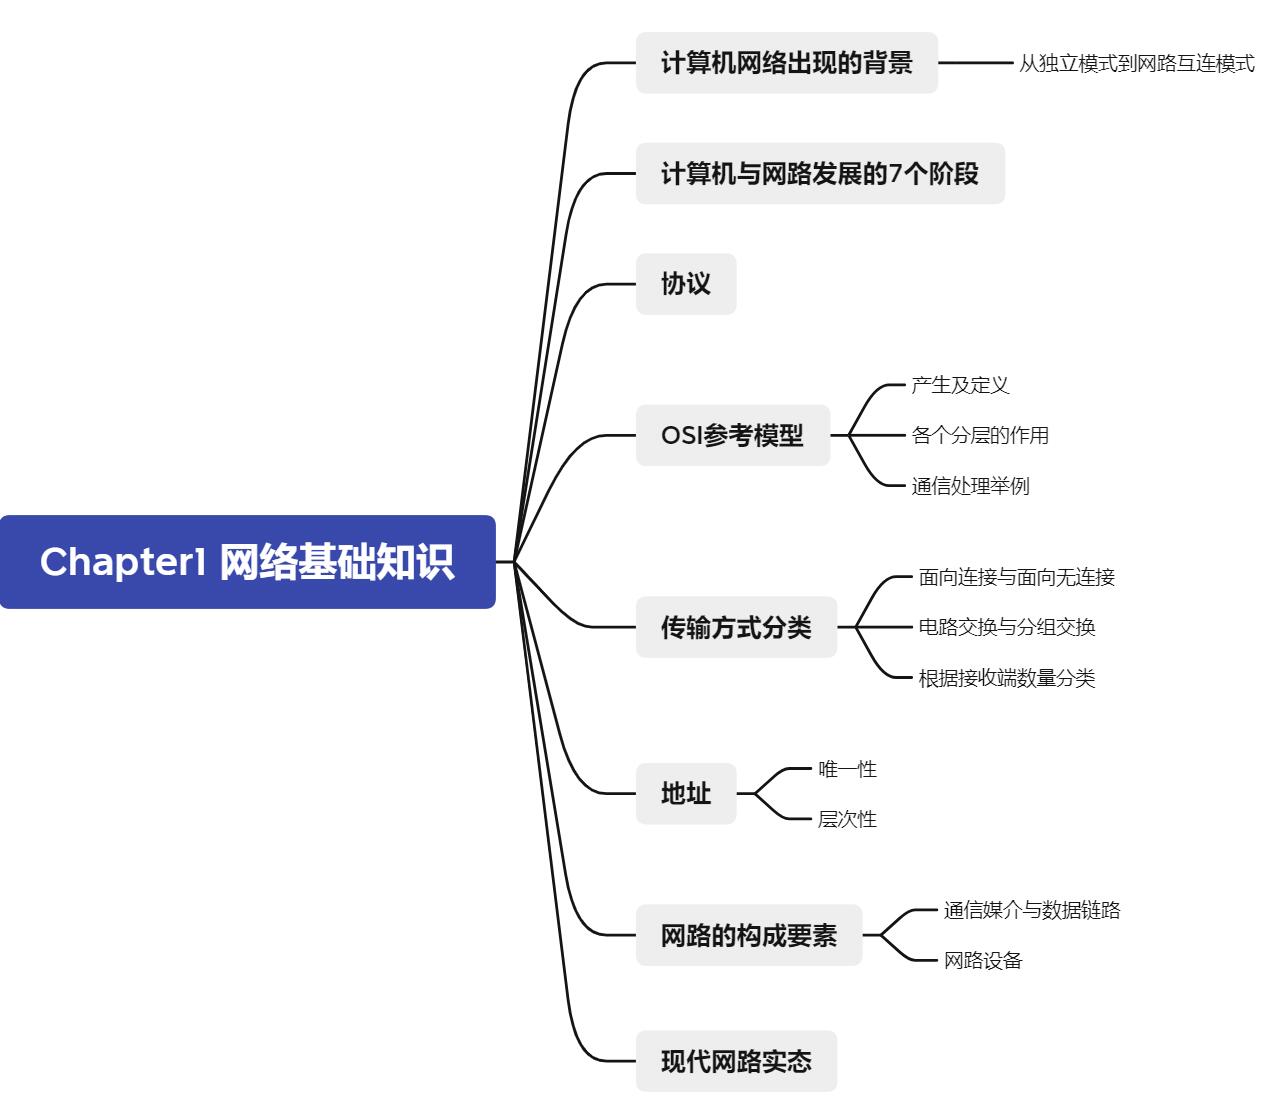 计算机网络出现的背景
从独立模式到网路互连模式
计算机与网路发展的7个阶段
协议
OSI参考模型
产生及定义
各个分层的作用
通信处理举例
Chapter1 网络基础知识
传输方式分类
面向连接与面向无连接
电路交换与分组交换
根据接收端数量分类
地址
唯一性
层次性
网路的构成要素
通信媒介与数据链路
网路设备
现代网路实态